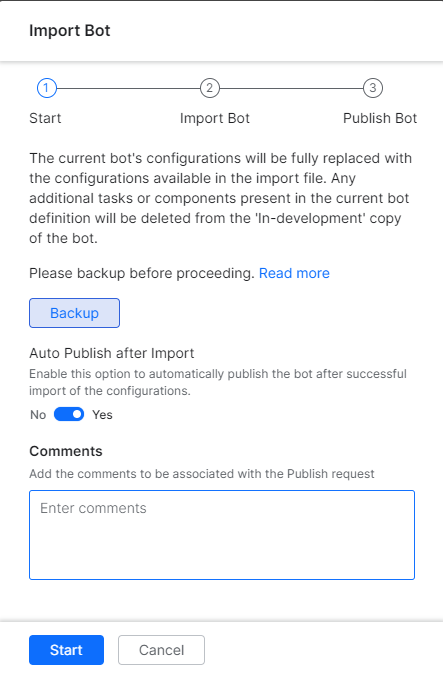 Import Bot
1 2 3
Start Import Bot Publish Bot
The current bot's configurations will be fully replaced with
the configurations available in the import file. Any
additional tasks or components present in the current bot
definition will be deleted from the 'In-development' copy
of the bot.
Please backup before proceeding. Read more
Backup
Auto Publish after Import
Enable this option to automatically publish the bot after successful
import of the configurations.
No Yes
Comments
Add the comments to be associated with the Publish request
Enter comments
Start Cancel